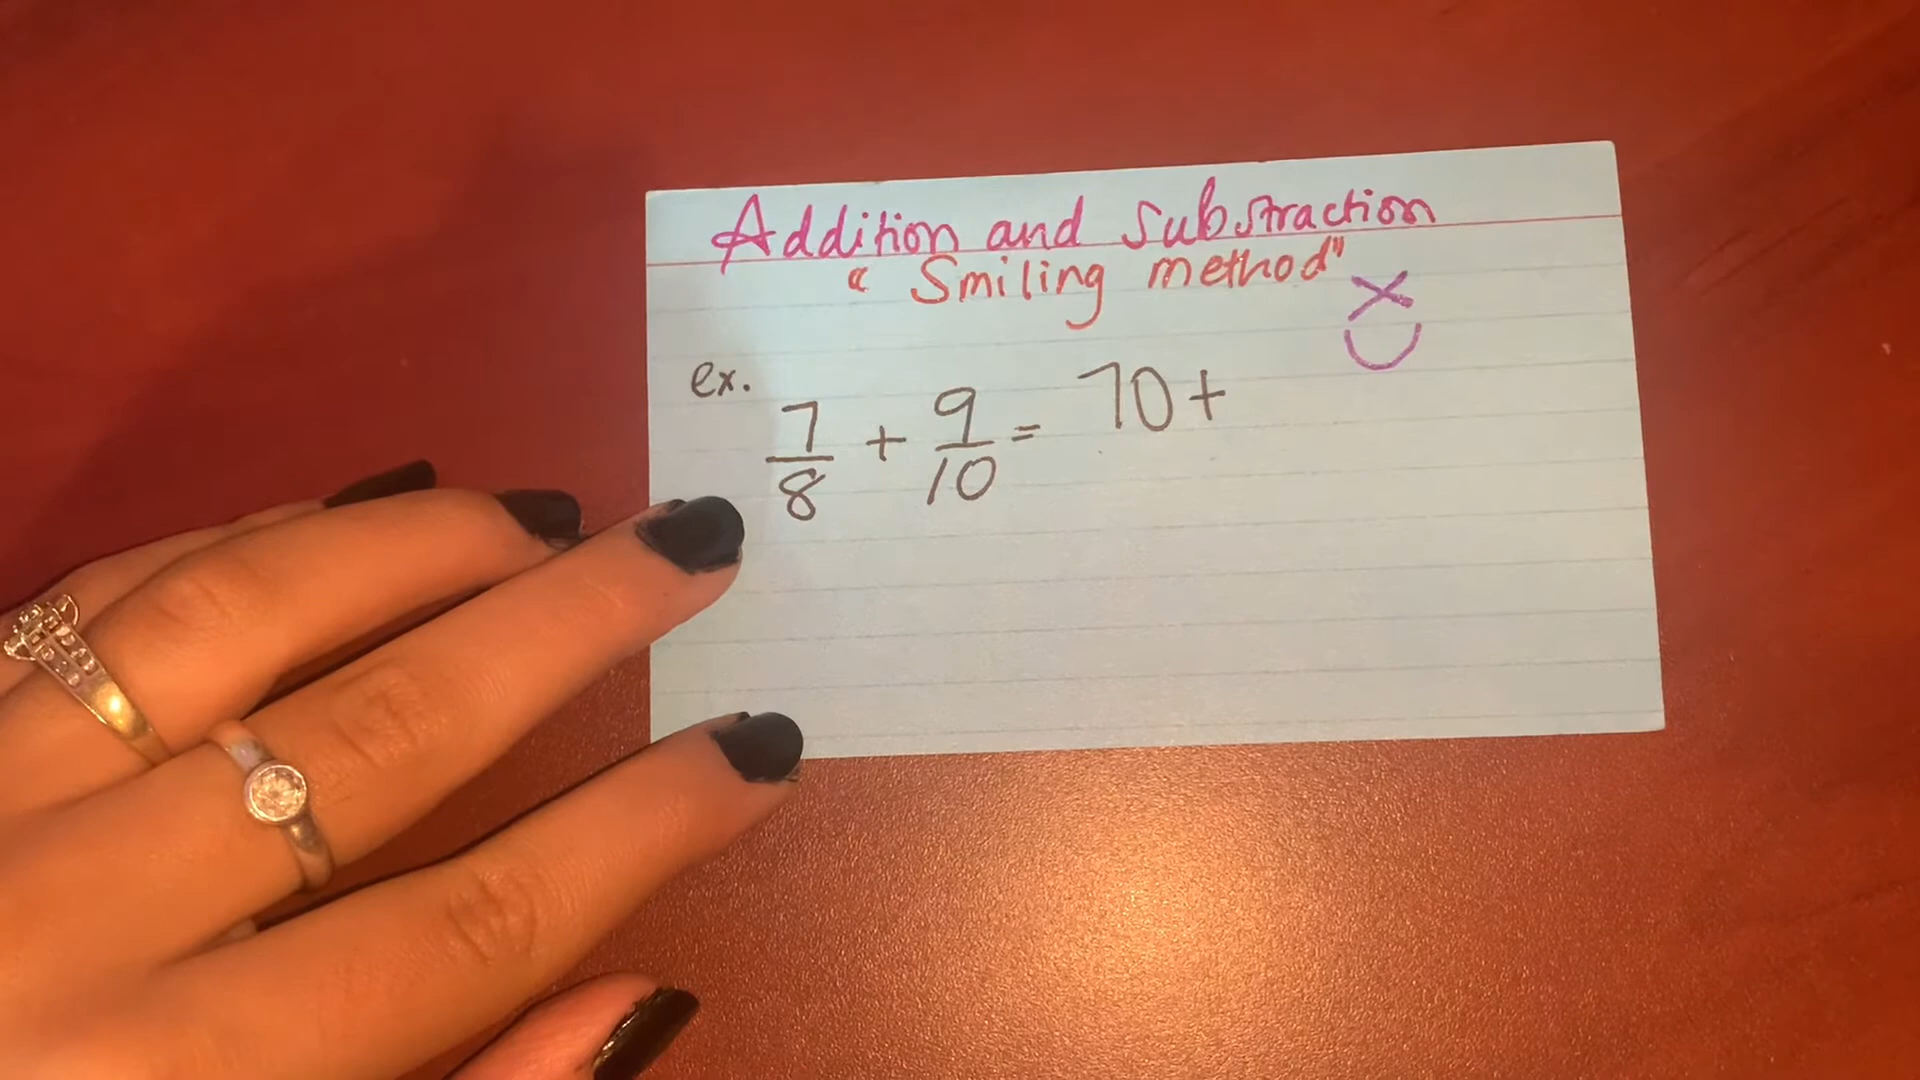 Addition and Substraction
"Smiling method"
ex.
7/8 + 9/10 = 70+